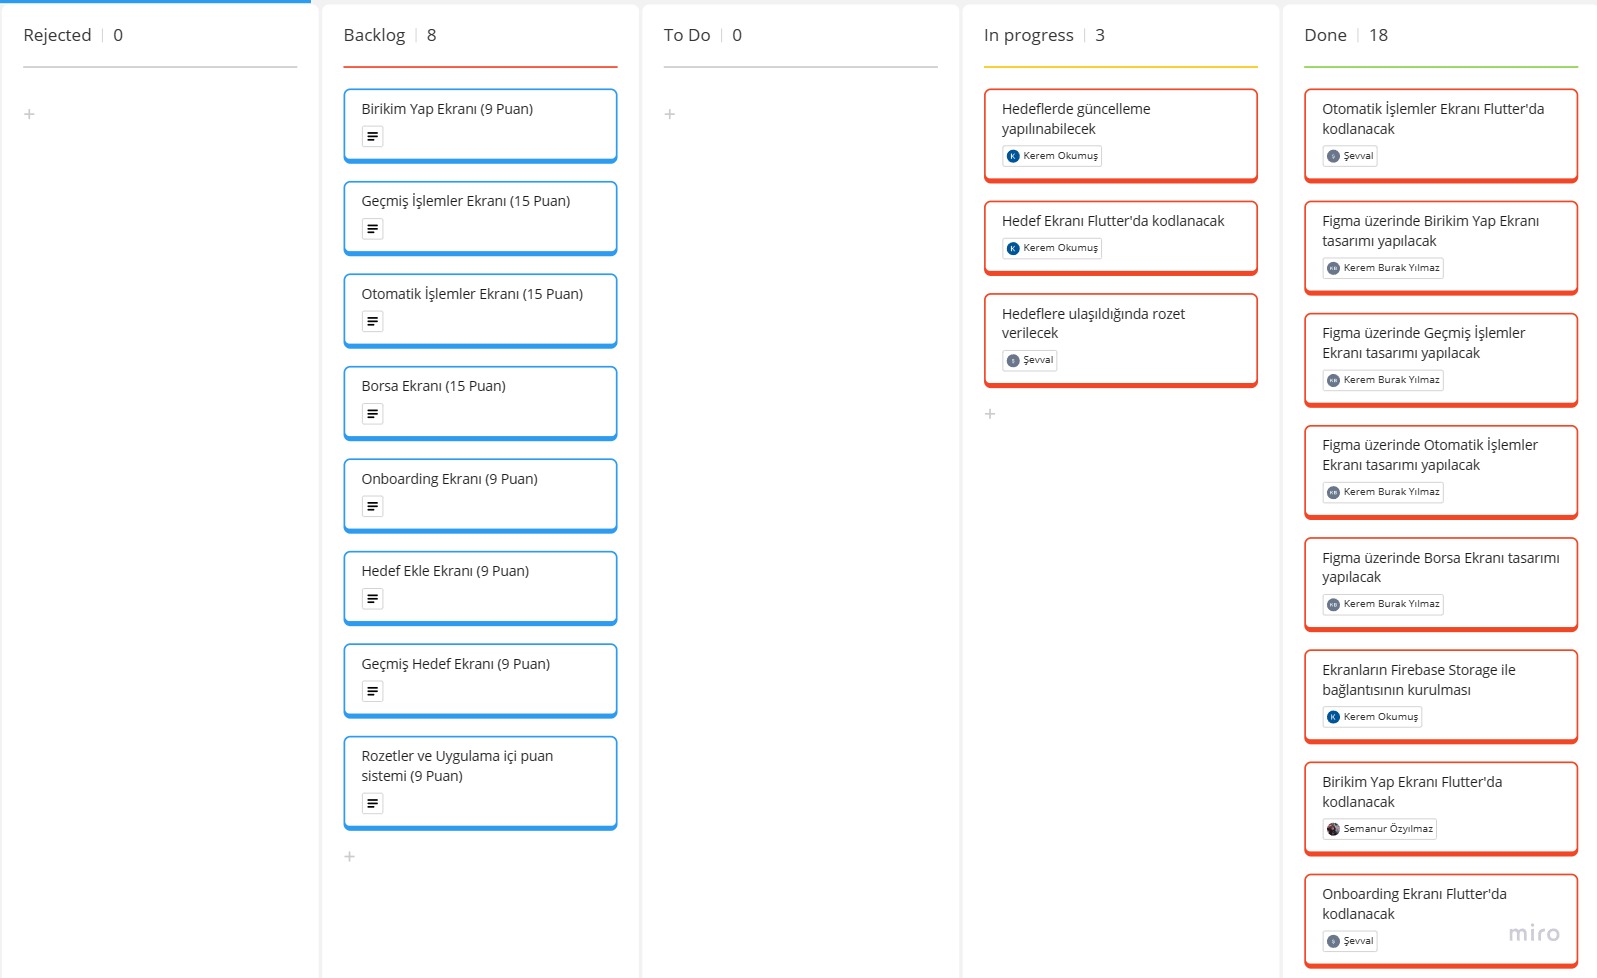 Rejected | 0
Backlog | 8
Birikim Yap Ekranı (9 Puan)
Geçmiş İşlemler Ekranı (15 Puan)
Otomatik İşlemler Ekranı (15 Puan)
Borsa Ekranı (15 Puan)
Onboarding Ekranı (9 Puan)
Hedef Ekle Ekranı (9 Puan)
Geçmiş Hedef Ekranı (9 Puan)
Rozetler ve Uygulama içi puan
sistemi (9 Puan)
To Do | 0
In progress | 3
Hedeflerde güncelleme
yapılınabilecek
K Kerem Okumuş
Hedef Ekranı Flutter'da kodlanacak
K Kerem Okumuş
Hedeflere ulaşıldığında rozet
verilecek
Şevval
Done | 18
Otomatik İşlemler Ekranı Flutter'da
kodlanacak
Şevval
Figma üzerinde Birikim Yap Ekranı
tasarımı yapılacak
KB Kerem Burak Yılmaz
Figma üzerinde Geçmiş İşlemler
Ekranı tasarımı yapılacak
KB Kerem Burak Yılmaz
Figma üzerinde Otomatik İşlemler
Ekranı tasarımı yapılacak
KB Kerem Burak Yılmaz
Figma üzerinde Borsa Ekranı tasarımı
yapılacak
KB Kerem Burak Yılmaz
Ekranların Firebase Storage ile
bağlantısının kurulması
K Kerem Okumuş
Birikim Yap Ekranı Flutter'da
kodlanacak
Semanur Özyılmaz
Onboarding Ekranı Flutter'da
kodlanacak
Şevval
miro